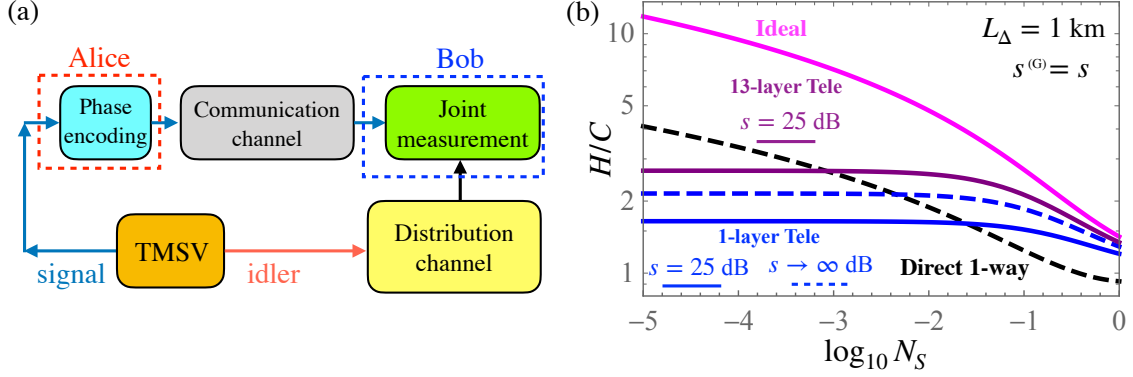 (a)
Alice
Bob
Phase
encoding
Communication
channel
Joint
measurement
TMSV
signal
idler
Distribution
channel
(b)
H/C
10
5
2
1
Ideal
L_Δ = 1 km
s^(G) = s
13-layer Tele
s = 25 dB
1-layer Tele
s = 25 dB
s → ∞ dB
Direct 1-way
−5
−4
−3
−2
−1
0
log₁₀ N_S